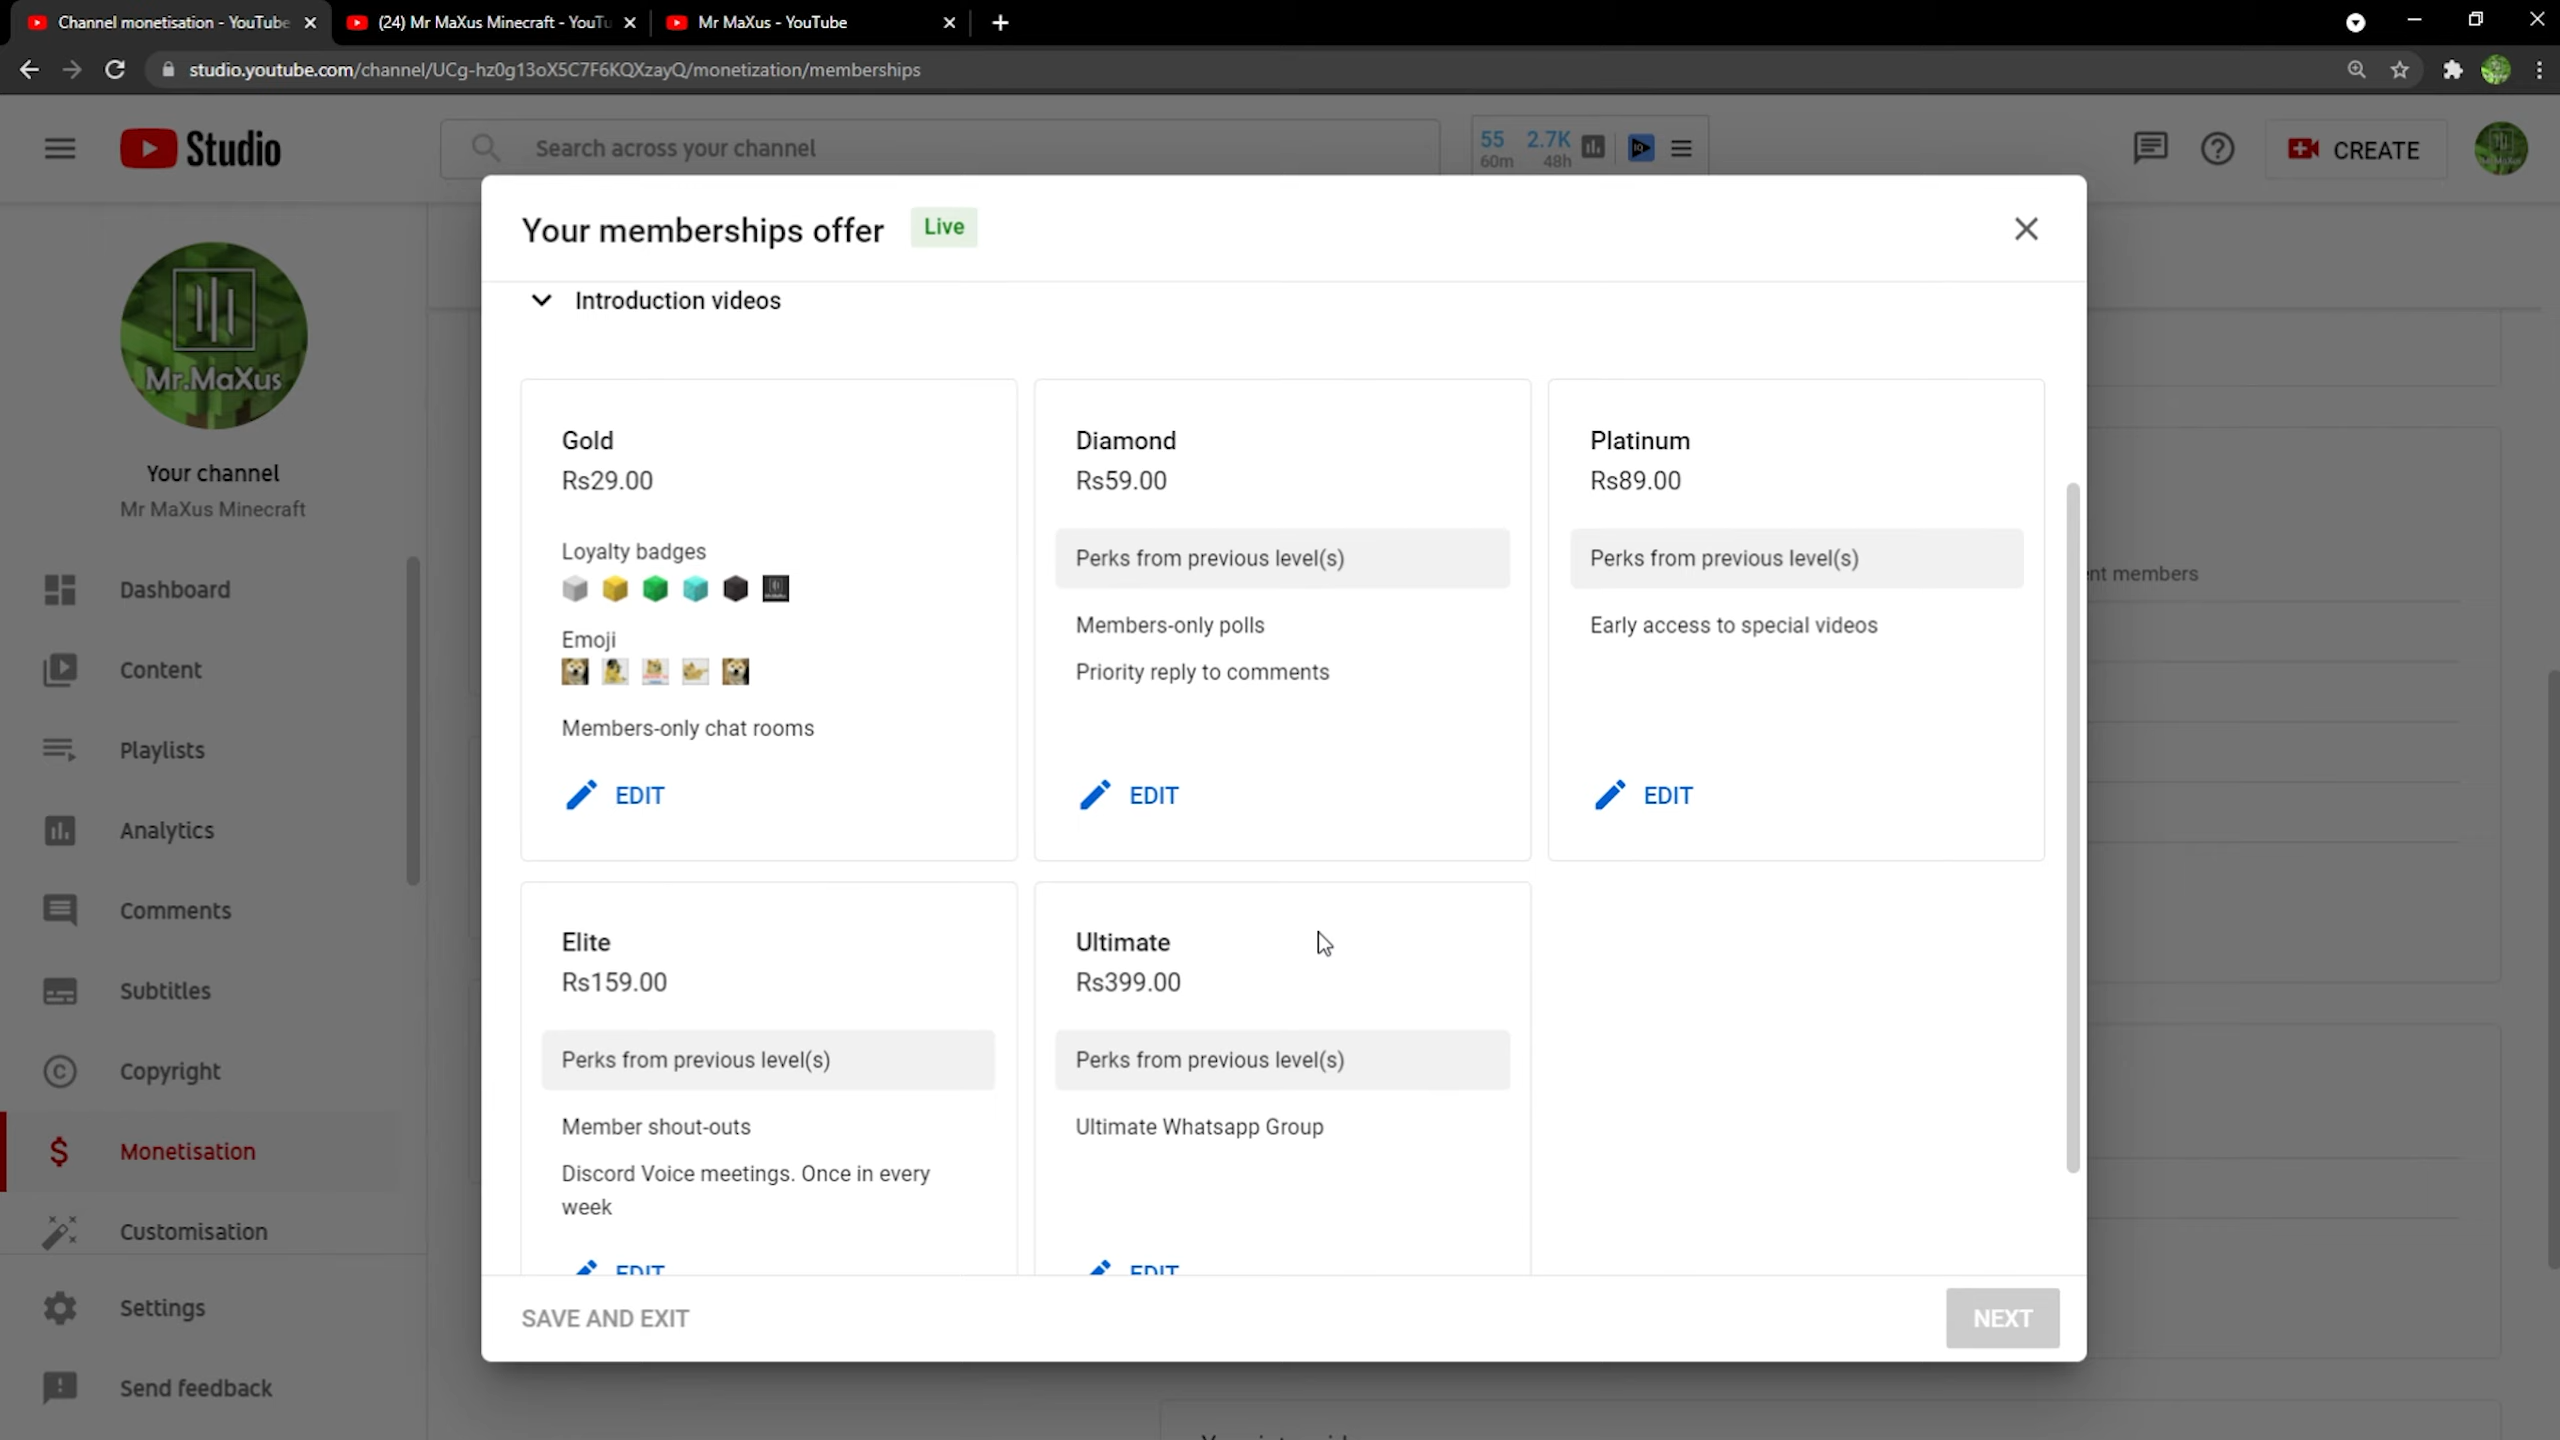 Channel monetisation - YouTube
(24) Mr MaXus Minecraft - YouTu
Mr MaXus - YouTube
studio.youtube.com/channel/UCg-hz0g13oX5C7F6KQXzayQ/monetization/memberships
Studio
Search across your channel
55 2.7K
60m 48h
IQ
CREATE
Your memberships offer
Live
Introduction videos
Mr.MaXus
Your channel
Mr MaXus Minecraft
Dashboard
Content
Playlists
Analytics
Comments
Subtitles
Copyright
Monetisation
Customisation
Settings
Send feedback
Gold
Rs29.00
Loyalty badges
Emoji
Members-only chat rooms
EDIT
Diamond
Rs59.00
Perks from previous level(s)
Members-only polls
Priority reply to comments
EDIT
Platinum
Rs89.00
Perks from previous level(s)
Early access to special videos
EDIT
Elite
Rs159.00
Perks from previous level(s)
Member shout-outs
Discord Voice meetings. Once in every
week
EDIT
Ultimate
Rs399.00
Perks from previous level(s)
Ultimate Whatsapp Group
EDIT
members
SAVE AND EXIT
NEXT